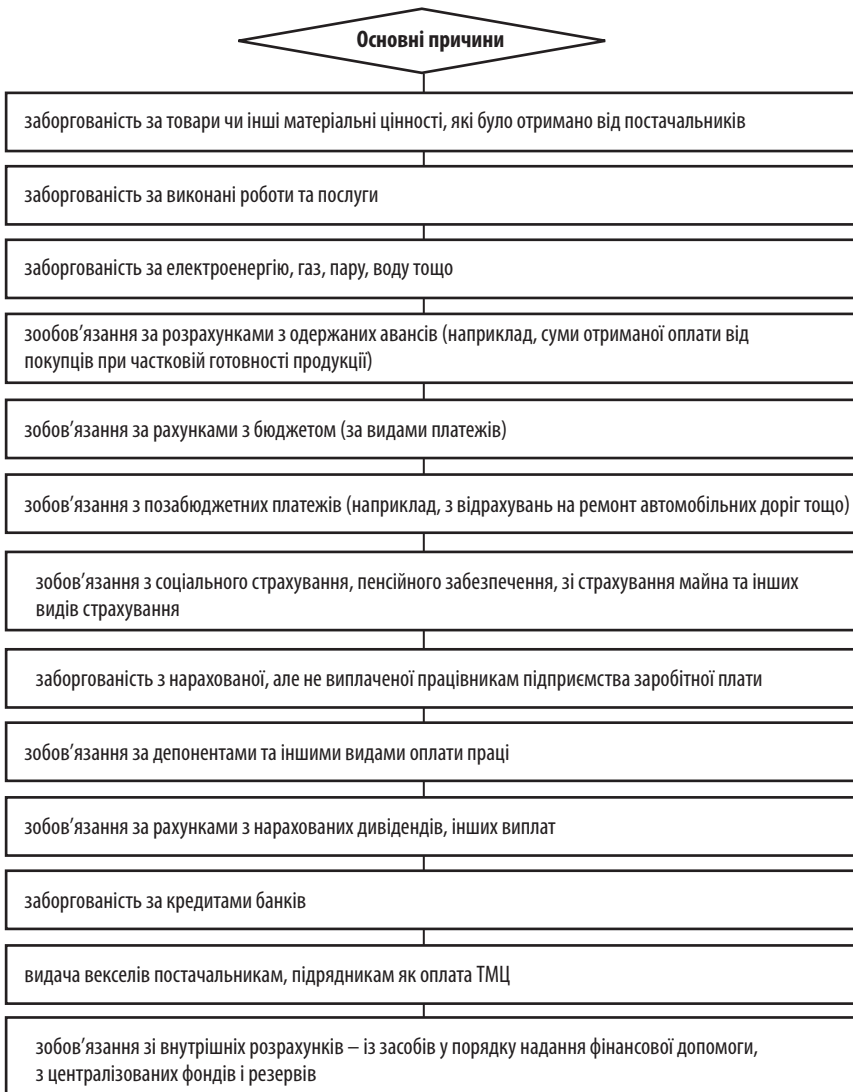 Основні причини
заборгованість за товари чи інші матеріальні цінності, які було отримано від постачальників
заборгованість за виконані роботи та послуги
заборгованість за електроенергію, газ, пару, воду тощо
зообов’язання за розрахунками з одержаних авансів (наприклад, суми отриманої оплати від
покупців при частковій готовності продукції)
зобов’язання за рахунками з бюджетом (за видами платежів)
зобов’язання з позабюджетних платежів (наприклад, з відрахувань на ремонт автомобільних доріг тощо)
зобов’язання з соціального страхування, пенсійного забезпечення, зі страхування майна та інших
видів страхування
заборгованість з нарахованої, але не виплаченої працівникам підприємства заробітної плати
зобов’язання за депонентами та іншими видами оплати праці
зобов’язання за рахунками з нарахованих дивідендів, інших виплат
заборгованість за кредитами банків
видача векселів постачальникам, підрядникам як оплата ТМЦ
зобов’язання зі внутрішніх розрахунків – із засобів у порядку надання фінансової допомоги,
з централізованих фондів і резервів